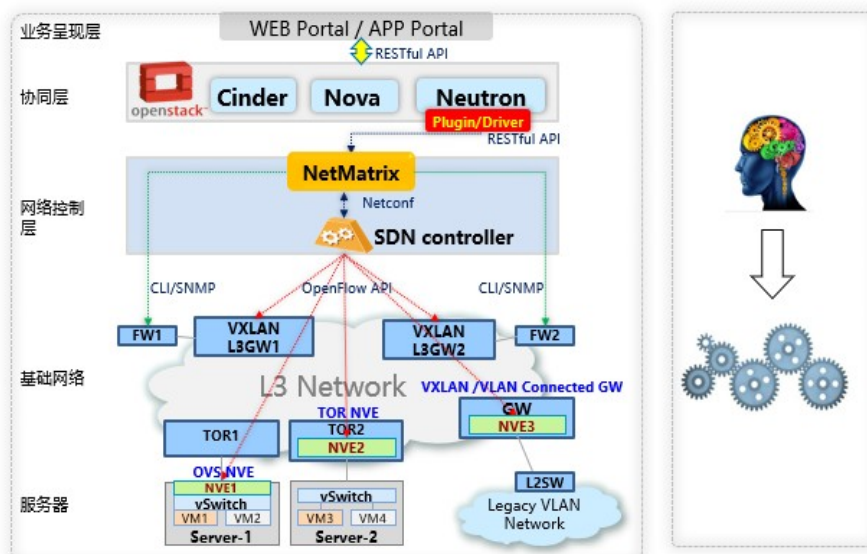 业务呈现层
WEB Portal / APP Portal
RESTful API
协同层
openstack™
Cinder
Nova
Neutron
Plugin/Driver
RESTful API
网络控制
层
NetMatrix
Netconf
SDN controller
CLI/SNMP
OpenFlow API
CLI/SNMP
FW1
VXLAN
L3GW1
VXLAN
L3GW2
FW2
基础网络
L3 Network
VXLAN /VLAN Connected GW
TOR1
TOR NVE
TOR2
NVE2
GW
NVE3
OVS NVE
服务器
NVE1
vSwitch
VM1
VM2
Server-1
vSwitch
VM3
VM4
Server-2
L2SW
Legacy VLAN
Network